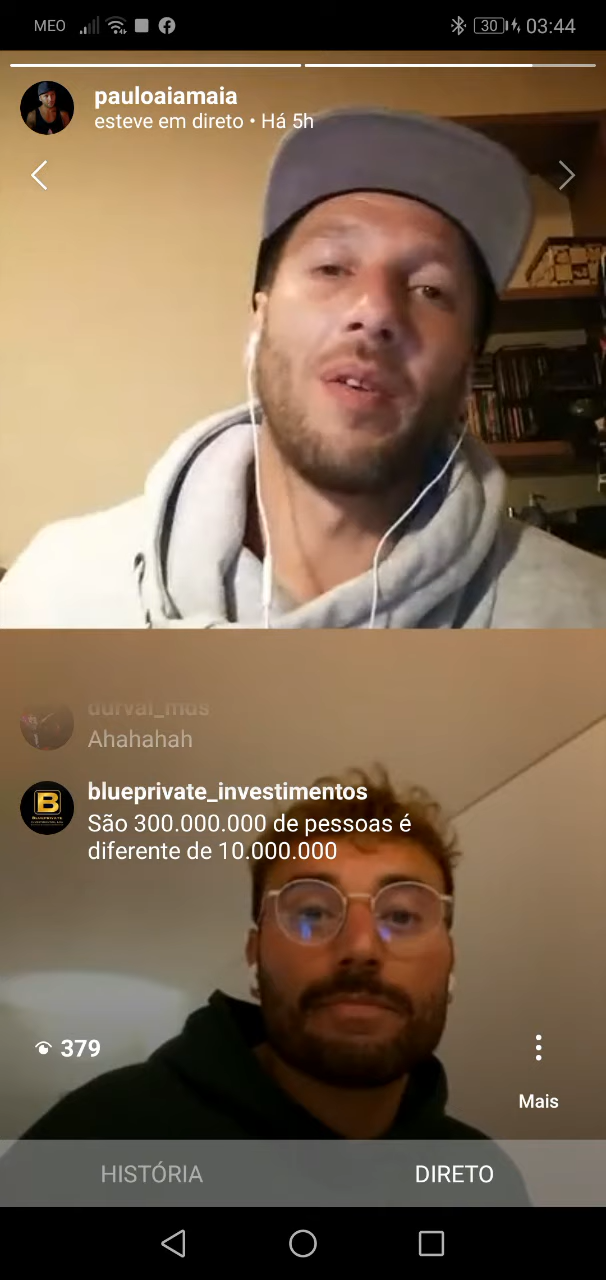 MEO
30
03:44
pauloaiamaia
esteve em direto • Há 5h
durval_mds
Ahahahah
blueprivate_investimentos
São 300.000.000 de pessoas é
diferente de 10.000.000
B
379
Mais
HISTÓRIA
DIRETO